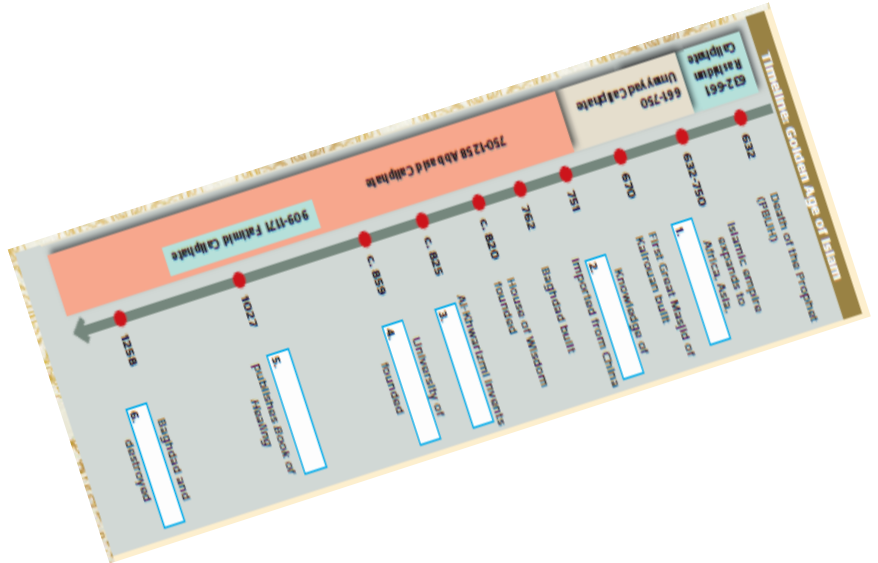 Timeline: Golden Age of Islam
632-661
Rashidun
Caliphate
661-750
Umayyad Caliphate
750-1258 Abbasid Caliphate
909-1171 Fatimid Caliphate
632
Death of the Prophet
(PBUH)
632-750
Islamic empire
expands to
Africa, Asia,
1.
670
First Great Masjid of
Kairouan built
751
Knowledge of
2.
imported from China
762
Baghdad built
c. 820
House of Wisdom
founded
c. 825
Al-Khwarizmi invents
3.
c. 859
University of
4.
founded
1027
5.
publishes Book of
Healing
1258
Baghdad and
6.
destroyed